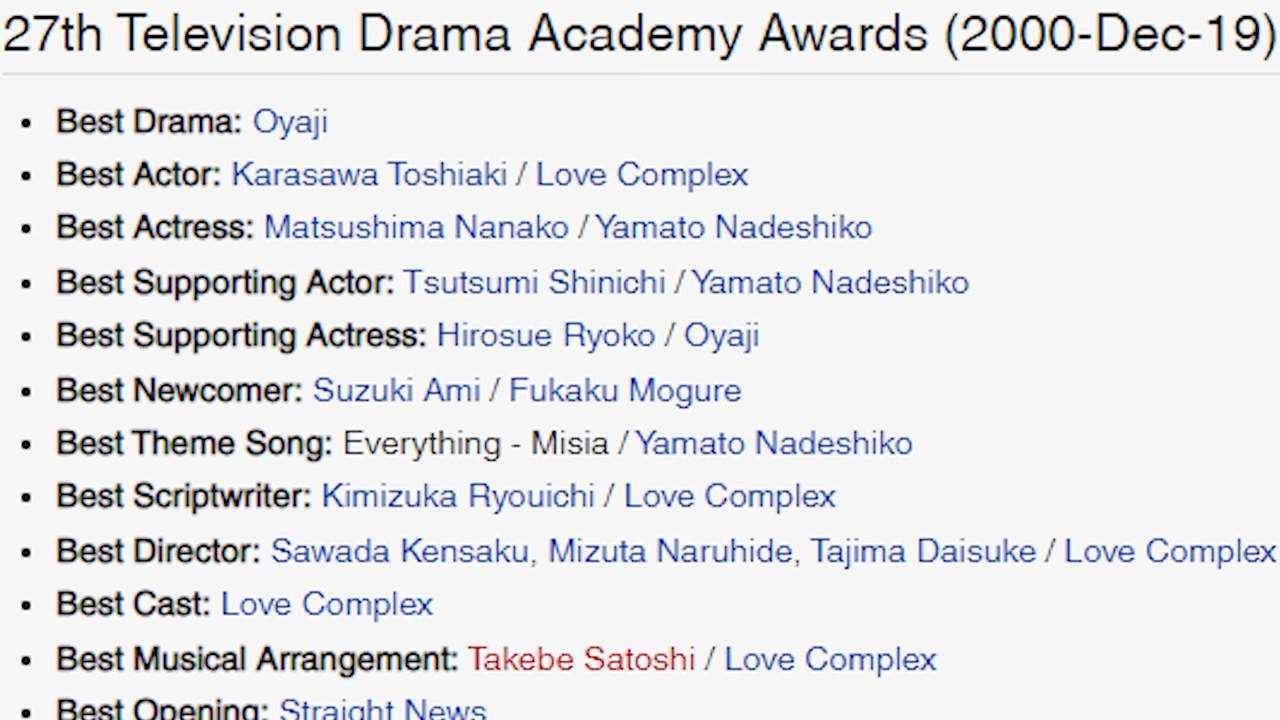 27th Television Drama Academy Awards (2000-Dec-19)
• Best Drama: Oyaji
• Best Actor: Karasawa Toshiaki / Love Complex
• Best Actress: Matsushima Nanako / Yamato Nadeshiko
• Best Supporting Actor: Tsutsumi Shinichi / Yamato Nadeshiko
• Best Supporting Actress: Hirosue Ryoko / Oyaji
• Best Newcomer: Suzuki Ami / Fukaku Mogure
• Best Theme Song: Everything - Misia / Yamato Nadeshiko
• Best Scriptwriter: Kimizuka Ryouichi / Love Complex
• Best Director: Sawada Kensaku, Mizuta Naruhide, Tajima Daisuke / Love Complex
• Best Cast: Love Complex
• Best Musical Arrangement: Takebe Satoshi / Love Complex
• Best Opening: Straight News